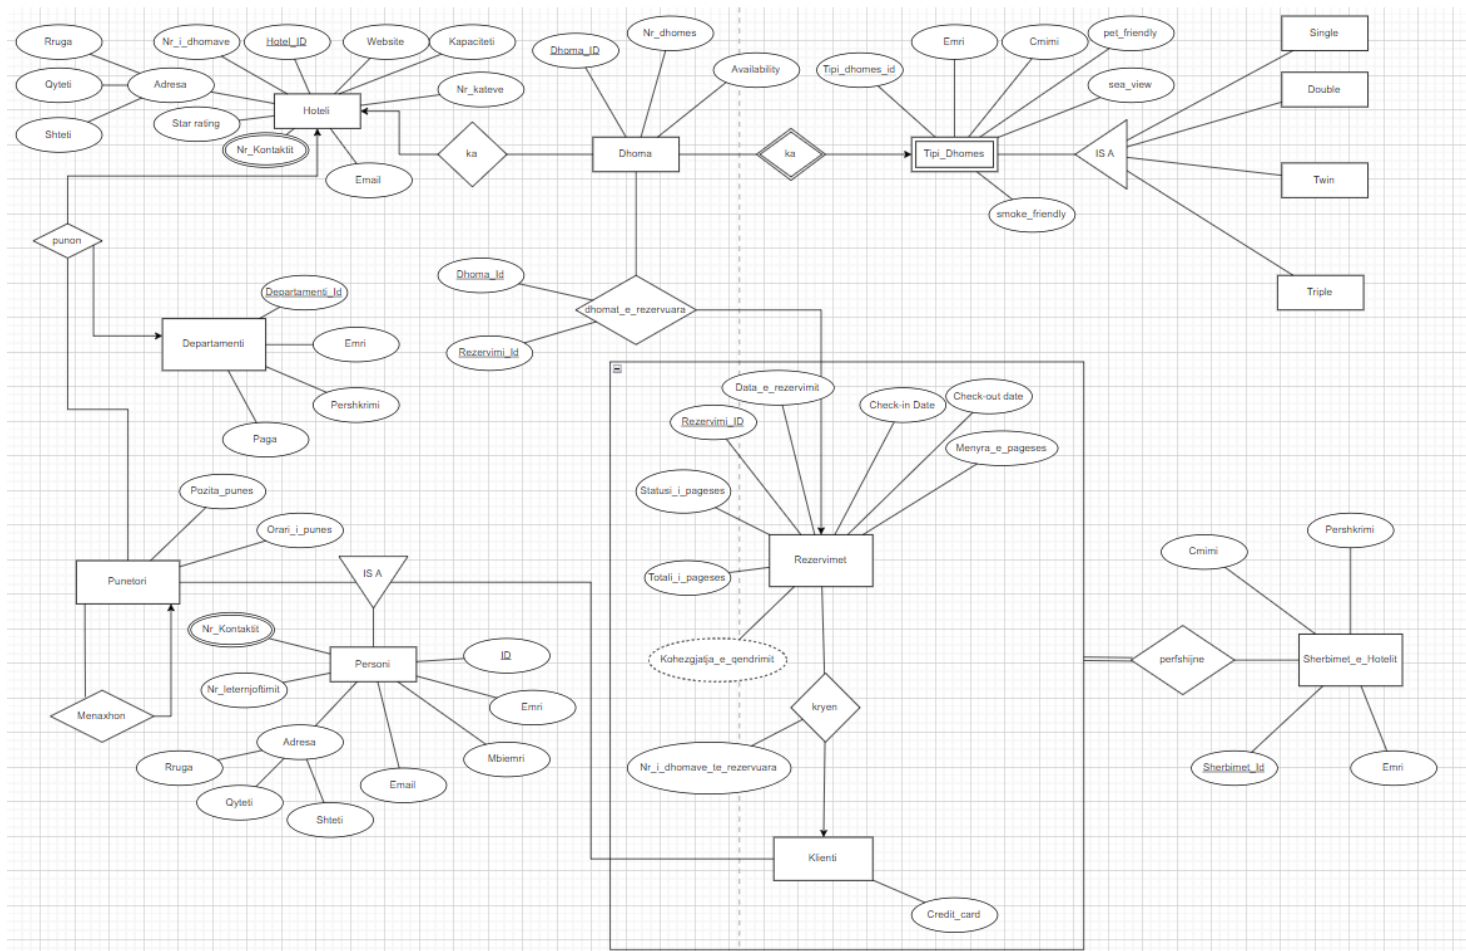 Rruga
Nr_i_dhomave
Hotel_ID
Website
Kapaciteti
Qyteti
Adresa
Nr_kateve
Hoteli
Star rating
Shteti
Nr_Kontaktit
Email
ka
Dhoma_ID
Nr_dhomes
Availability
Dhoma
ka
Tipi_dhomes_id
Emri
Cmimi
pet_friendly
sea_view
Tipi_Dhomes
smoke_friendly
IS A
Single
Double
Twin
Triple
punon
Departamenti_Id
Departamenti
Emri
Pershkrimi
Paga
Dhoma_Id
dhomat_e_rezervuara
Rezervimi_Id
Data_e_rezervimit
Check-in Date
Check-out date
Rezervimi_ID
Menyra_e_pageses
Statusi_i_pageses
Rezervimet
Totali_i_pageses
Kohezgjatja_e_qendrimit
kryen
Nr_i_dhomave_te_rezervuara
Klienti
Credit_card
Pozita_punes
Orari_i_punes
Punetori
IS A
Nr_Kontaktit
ID
Personi
Nr_leternjoftimit
Emri
Menaxhon
Adresa
Mbiemri
Rruga
Email
Qyteti
Shteti
perfshijne
Cmimi
Pershkrimi
Sherbimet_e_Hotelit
Sherbimet_Id
Emri